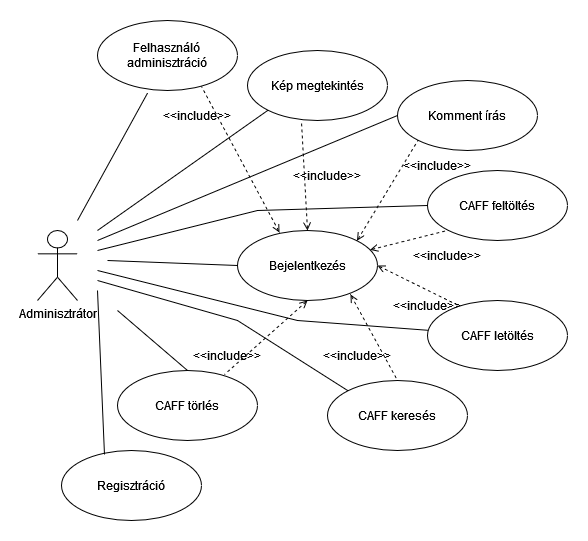 Felhasználó
adminisztráció
Kép megtekintés
Komment írás
<<include>>
<<include>>
<<include>>
CAFF feltöltés
<<include>>
Bejelentkezés
Adminisztrátor
<<include>>
CAFF letöltés
<<include>>
<<include>>
CAFF törlés
CAFF keresés
Regisztráció